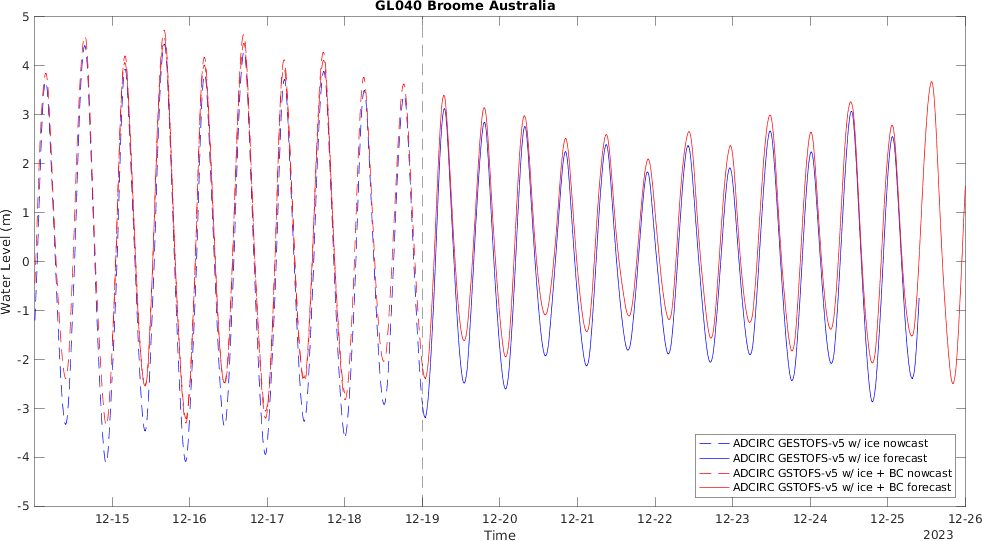 GL040 Broome Australia
5
4
3
2
1
0
-1
-2
-3
-4
-5
Water Level (m)
ADCIRC GESTOFS-v5 w/ ice nowcast
ADCIRC GESTOFS-v5 w/ ice forecast
ADCIRC GSTOFS-v5 w/ ice + BC nowcast
ADCIRC GSTOFS-v5 w/ ice + BC forecast
12-15 12-16 12-17 12-18 12-19 12-20 12-21 12-22 12-23 12-24 12-25 12-26
Time 2023